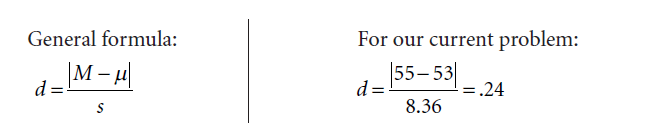 General formula:
d = |M – μ| / s
For our current problem:
d = |55 – 53| / 8.36 = .24